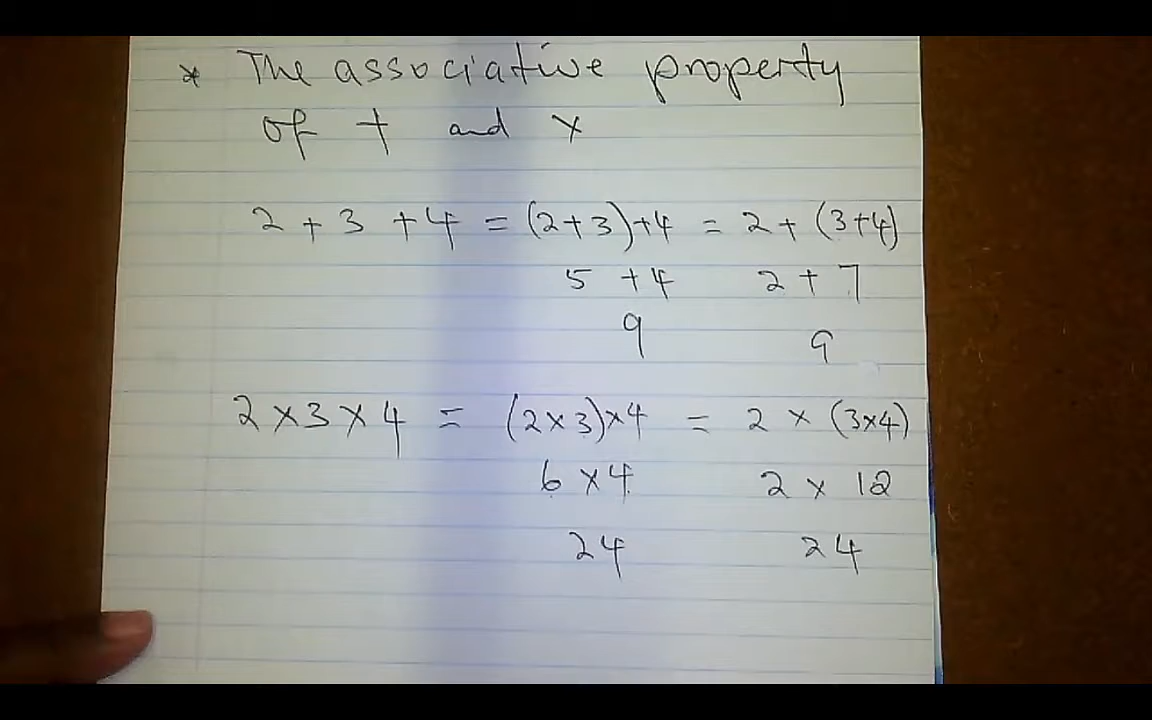 * The associative property
of + and ×
2 + 3 + 4 = (2+3)+4 = 2 + (3+4)
5 + 4 2 + 7
9 9
2 × 3 × 4 = (2×3)×4 = 2 × (3×4)
6 × 4 2 × 12
24 24